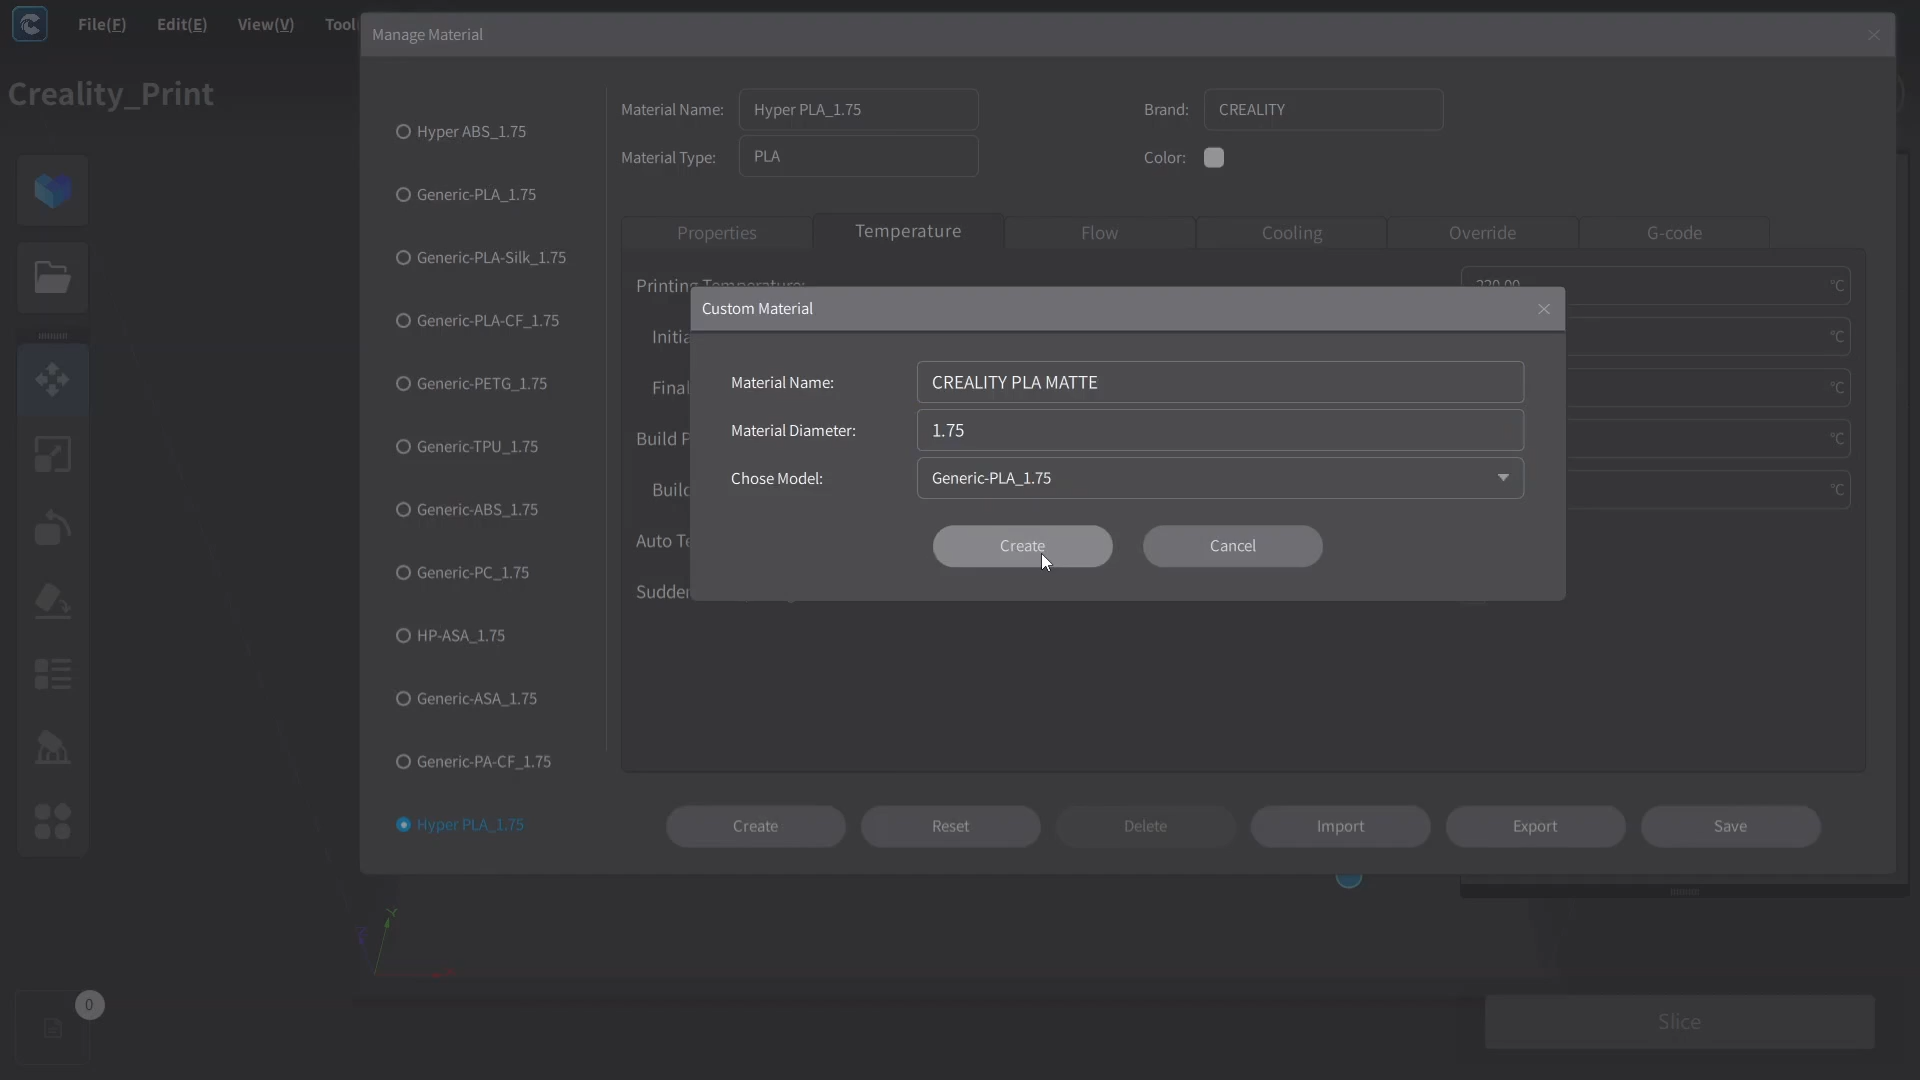 File(F) Edit(E) View(V) Tool
Manage Material
Creality_Print
Material Name: Hyper PLA_1.75 Brand: CREALITY
Material Type: PLA Color:
Hyper ABS_1.75
Generic-PLA_1.75
Generic-PLA-Silk_1.75
Generic-PLA-CF_1.75
Generic-PETG_1.75
Generic-TPU_1.75
Generic-ABS_1.75
Generic-PC_1.75
HP-ASA_1.75
Generic-ASA_1.75
Generic-PA-CF_1.75
Hyper PLA_1.75
Properties Temperature Flow Cooling Override G-code
Printing Temperature: 220.00 °C
Initia °C
Final °C
Build P °C
Build °C
Auto Te
Sudden
Custom Material
Material Name: CREALITY PLA MATTE
Material Diameter: 1.75
Chose Model: Generic-PLA_1.75
Create Cancel
Create Reset Delete Import Export Save
0
Slice